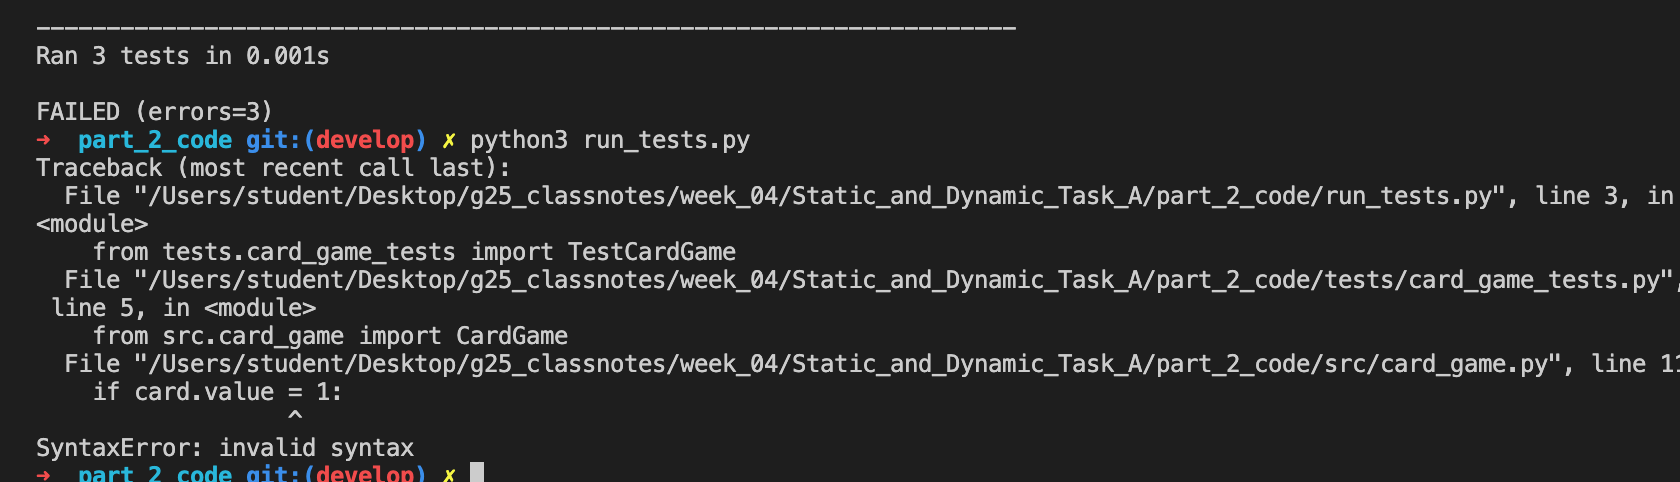 ----------------------------------------------------------------------
Ran 3 tests in 0.001s
FAILED (errors=3)
➜  part_2_code git:(develop) ✗ python3 run_tests.py
Traceback (most recent call last):
  File "/Users/student/Desktop/g25_classnotes/week_04/Static_and_Dynamic_Task_A/part_2_code/run_tests.py", line 3, in
<module>
    from tests.card_game_tests import TestCardGame
  File "/Users/student/Desktop/g25_classnotes/week_04/Static_and_Dynamic_Task_A/part_2_code/tests/card_game_tests.py",
 line 5, in <module>
    from src.card_game import CardGame
  File "/Users/student/Desktop/g25_classnotes/week_04/Static_and_Dynamic_Task_A/part_2_code/src/card_game.py", line 11
    if card.value = 1:
                  ^
SyntaxError: invalid syntax
➜  part_2_code git:(develop) ✗